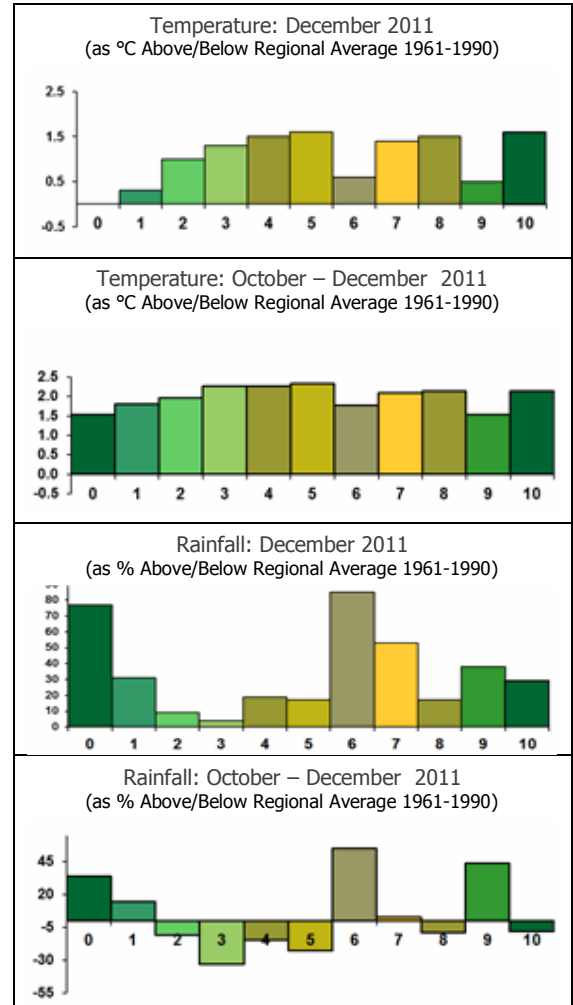 Temperature: December 2011
(as °C Above/Below Regional Average 1961-1990)
2.5
1.5
0.5
-0.5
0 1 2 3 4 5 6 7 8 9 10
Temperature: October – December 2011
(as °C Above/Below Regional Average 1961-1990)
2.5
2.0
1.5
1.0
0.5
0.0
-0.5
0 1 2 3 4 5 6 7 8 9 10
Rainfall: December 2011
(as % Above/Below Regional Average 1961-1990)
80
70
60
50
40
30
20
10
0
0 1 2 3 4 5 6 7 8 9 10
Rainfall: October – December 2011
(as % Above/Below Regional Average 1961-1990)
45
20
-5
-30
-55
0 1 2 3 4 5 6 7 8 9 10